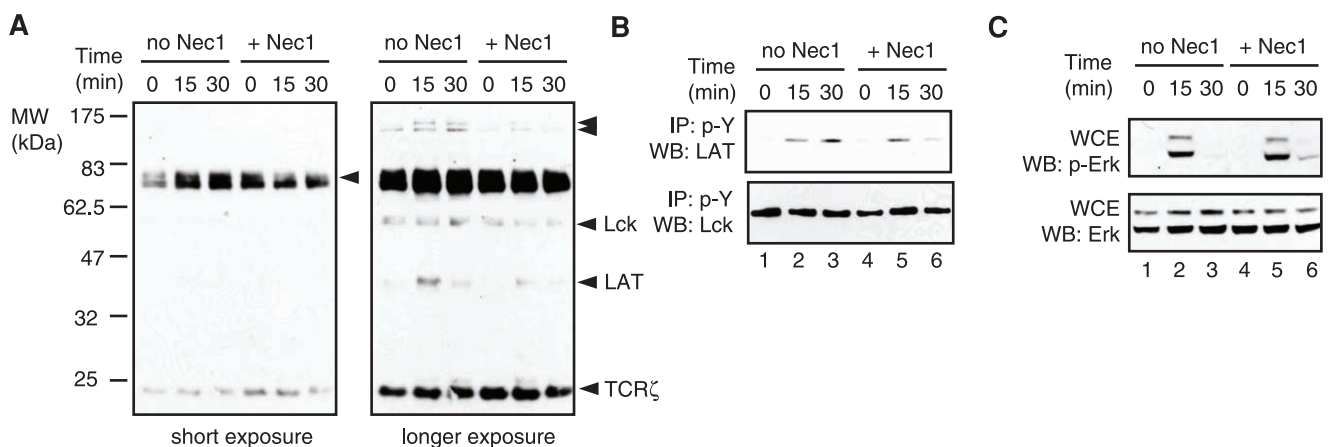 A
Time
(min)
no Nec1
+ Nec1
0 15 30 0 15 30
no Nec1
+ Nec1
0 15 30 0 15 30
MW
(kDa)
175
83
62.5
47
32
25
Lck
LAT
TCRζ
short exposure
longer exposure
B
no Nec1
+ Nec1
Time
(min)
0 15 30 0 15 30
IP: p-Y
WB: LAT
IP: p-Y
WB: Lck
1 2 3 4 5 6
C
no Nec1
+ Nec1
Time
(min)
0 15 30 0 15 30
WCE
WB: p-Erk
WCE
WB: Erk
1 2 3 4 5 6